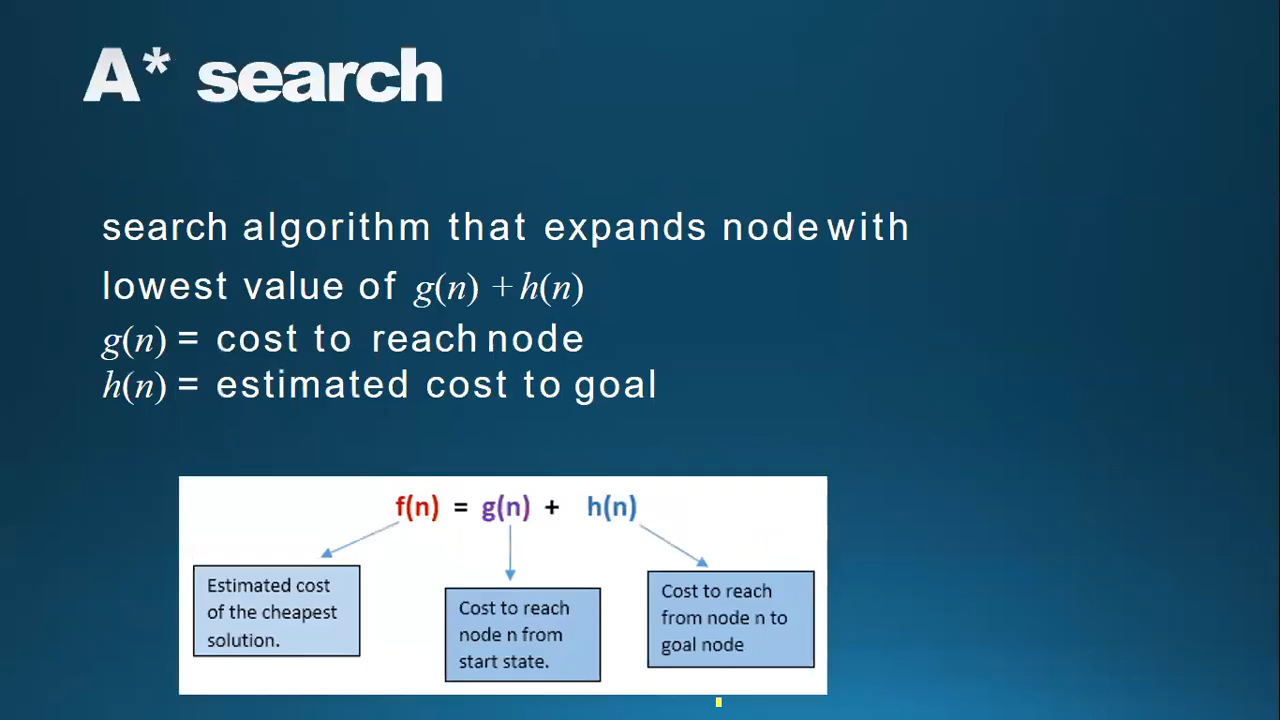 A* search
search algorithm that expands node with
lowest value of g(n) + h(n)
g(n) = cost to reach node
h(n) = estimated cost to goal
f(n) = g(n) + h(n)
Estimated cost
of the cheapest
solution.
Cost to reach
node n from
start state.
Cost to reach
from node n to
goal node